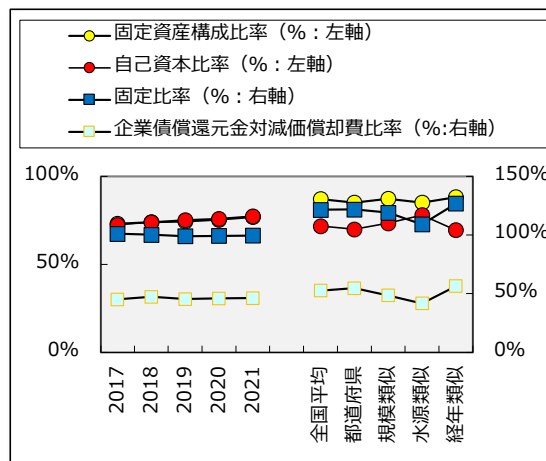 固定資産構成比率（%：左軸）
自己資本比率（%：左軸）
固定比率（%：右軸）
企業債償還元金対減価償却費比率（%:右軸）
100%
50%
0%
150%
100%
50%
0%
2017
2018
2019
2020
2021
全国平均
都道府県
規模類似
水源類似
経年類似